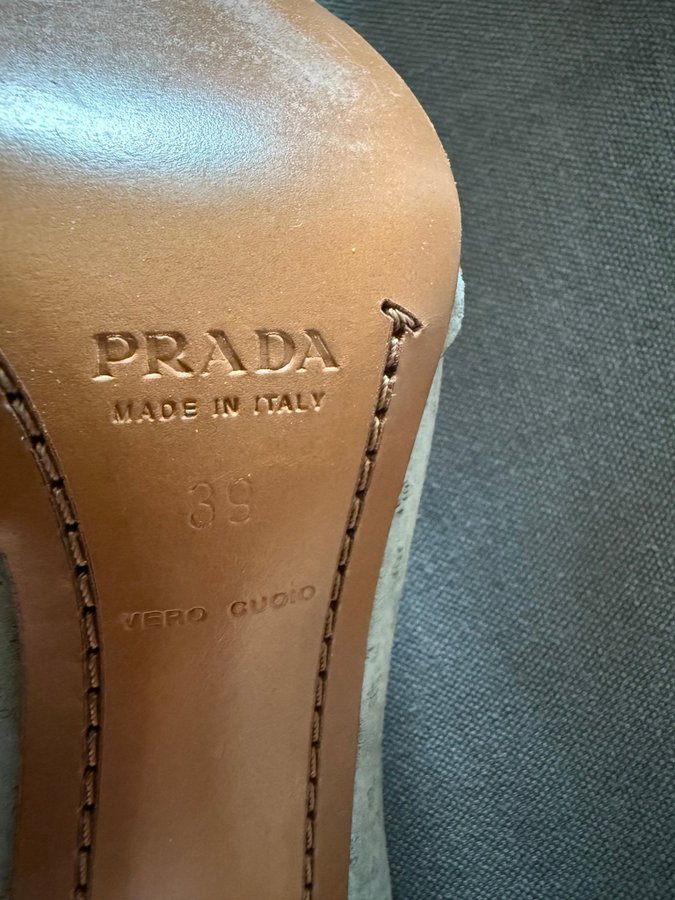 PRADA
MADE IN ITALY
39
VERO CUOIO